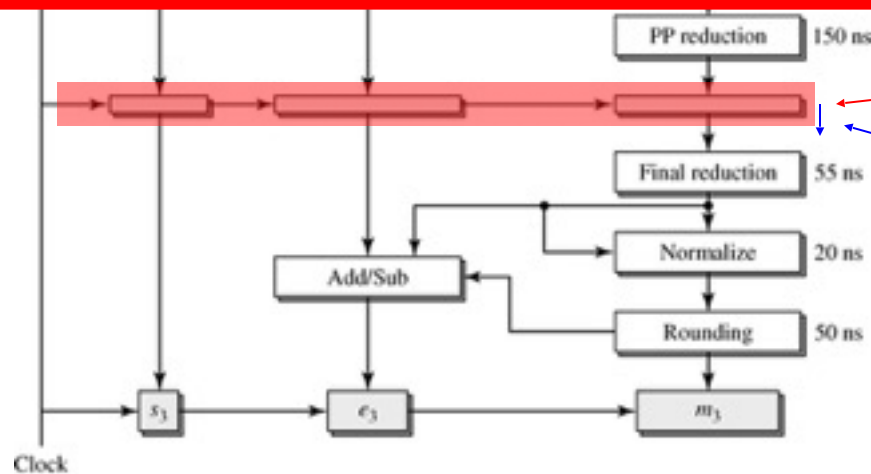 PP reduction 150 ns
Final reduction 55 ns
Normalize 20 ns
Add/Sub
Rounding 50 ns
s3 e3 m3
Clock